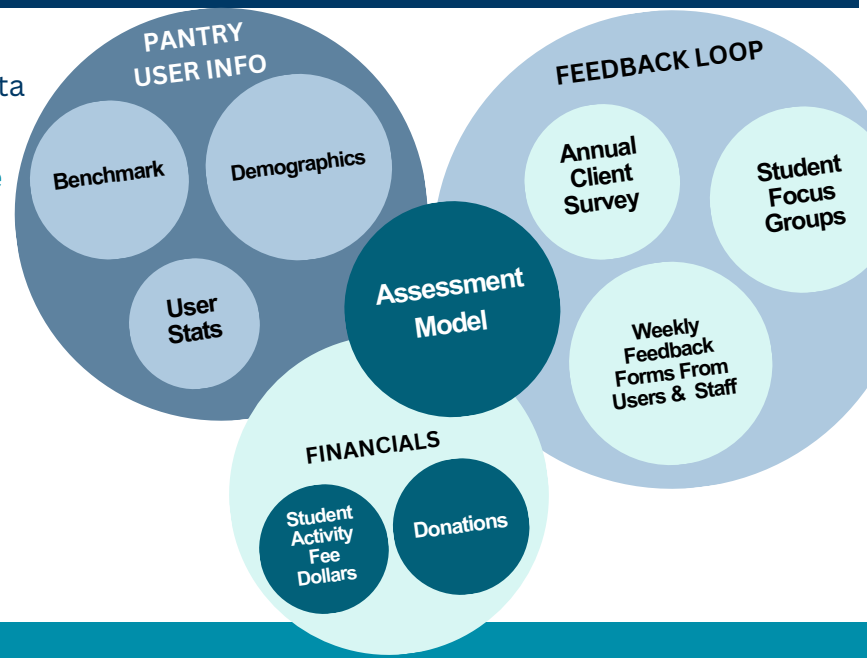 ta
e
PANTRY
USER INFO
Benchmark
Demographics
User
Stats
Assessment
Model
FEEDBACK LOOP
Annual
Client
Survey
Student
Focus
Groups
Weekly
Feedback
Forms From
Users & Staff
FINANCIALS
Student
Activity
Fee
Dollars
Donations